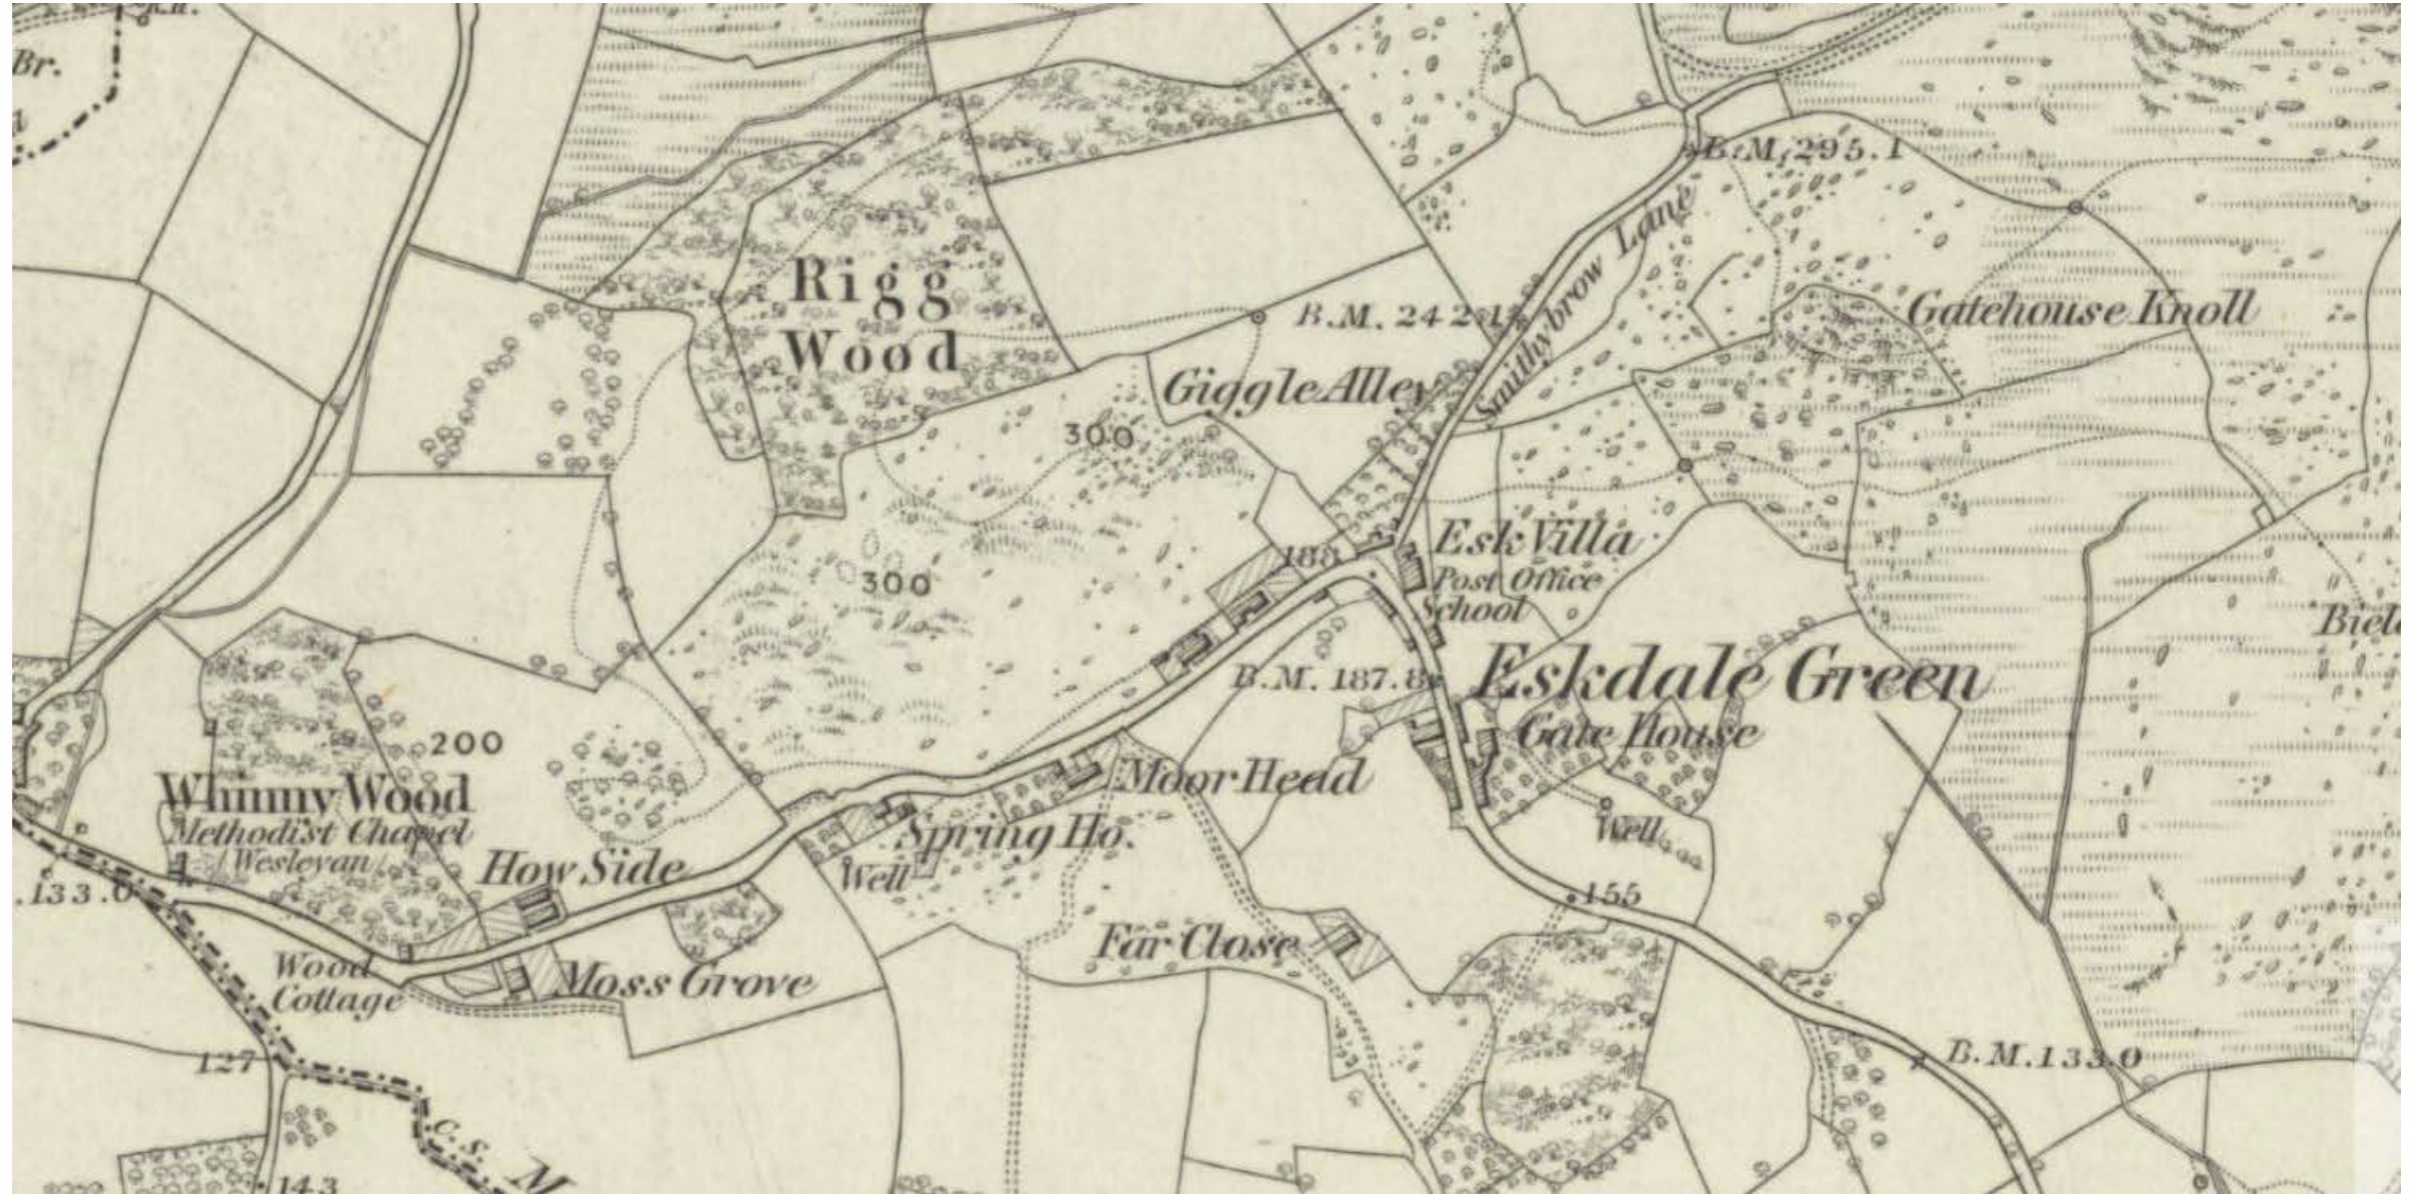 Br.
B.M. 295.1
Smithybrow Lane
Rigg
Wood
Gatehouse Knoll
B.M. 242.1
Giggle Alley
300
300
188
Esk Villa
Post Office
School
B.M. 187.8
Eskdale Green
Gate House
200
Whinny Wood
Methodist Chapel
(Wesleyan)
Moor Head
Spring Ho.
Well
Well
How Side
.133.0
155
Far Close
Wood
Cottage
Moss Grove
127
B.M. 133.0
C.S.
M
143